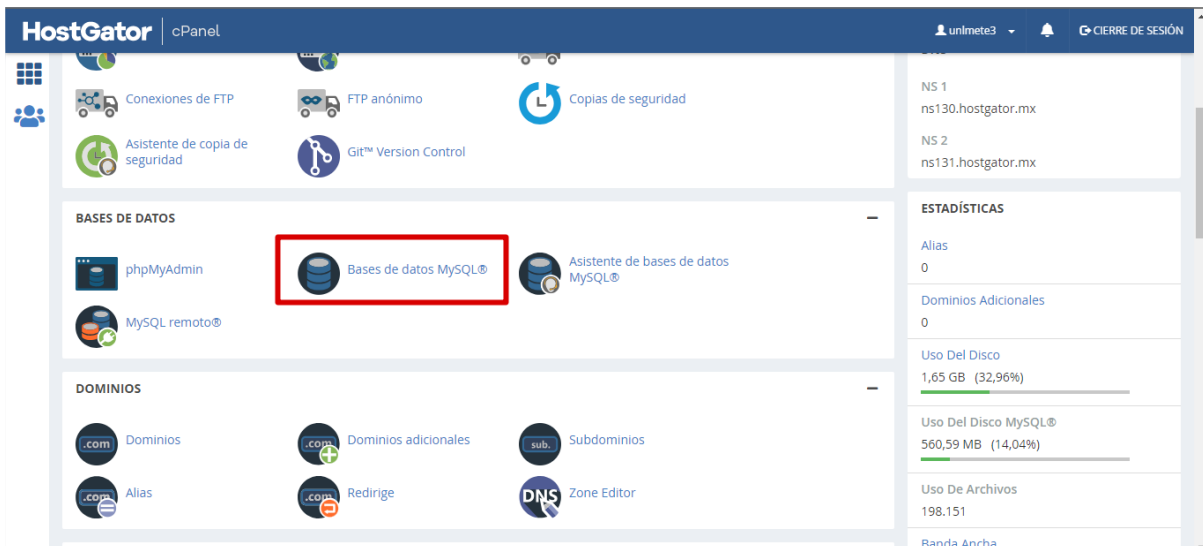 HostGator cPanel
unlmete3
CIERRE DE SESIÓN
Conexiones de FTP
FTP anónimo
Copias de seguridad
Asistente de copia de
seguridad
Git™ Version Control
BASES DE DATOS
phpMyAdmin
Bases de datos MySQL®
Asistente de bases de datos
MySQL®
MySQL remoto®
DOMINIOS
.com
Dominios
.com
Dominios adicionales
sub.
Subdominios
.com
Alias
.com
Redirige
DNS
Zone Editor
NS 1
ns130.hostgator.mx
NS 2
ns131.hostgator.mx
ESTADÍSTICAS
Alias
0
Dominios Adicionales
0
Uso Del Disco
1,65 GB (32,96%)
Uso Del Disco MySQL®
560,59 MB (14,04%)
Uso De Archivos
198.151
Banda Ancha